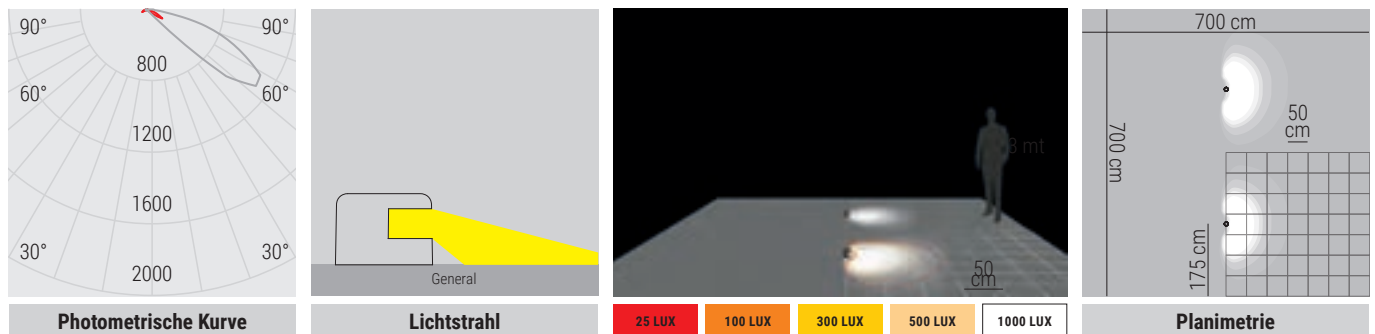 90°
90°
800
60°
60°
1200
1600
30°
30°
2000
Photometrische Kurve
General
Lichtstrahl
3 mt
50
cm
25 LUX
100 LUX
300 LUX
500 LUX
1000 LUX
700 cm
700 cm
50
cm
175 cm
Planimetrie